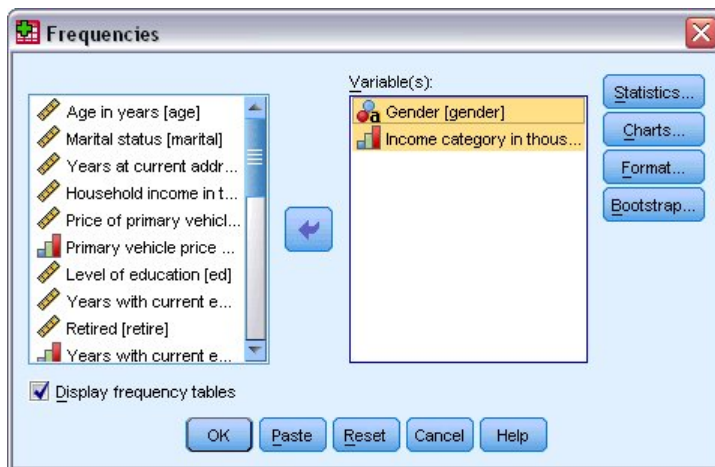 Frequencies
Variable(s):
Age in years [age]
Marital status [marital]
Years at current addr...
Household income in t...
Price of primary vehicl...
Primary vehicle price ...
Level of education [ed]
Years with current e...
Retired [retire]
Years with current e...
Gender [gender]
Income category in thous...
Statistics...
Charts...
Format...
Bootstrap...
Display frequency tables
OK
Paste
Reset
Cancel
Help